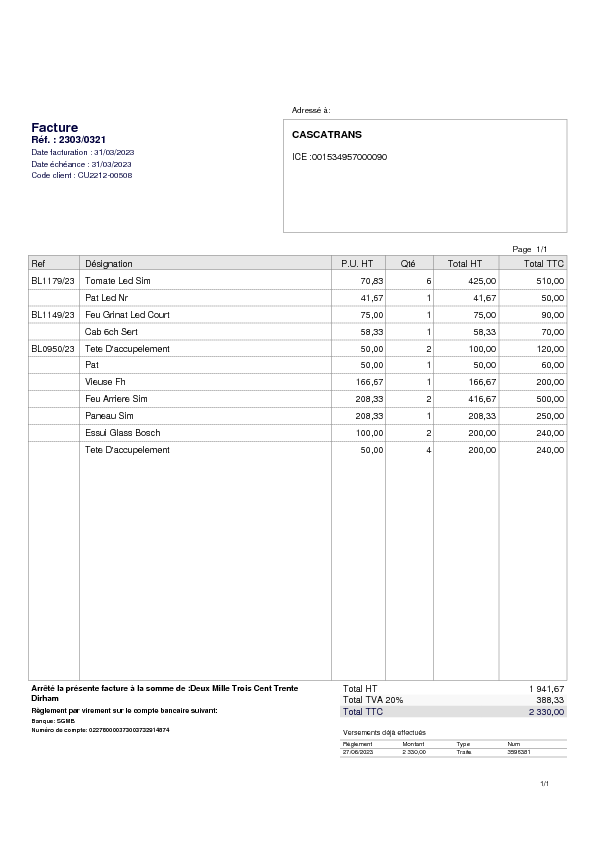 Adressé à:
Facture
Réf. : 2303/0321
Date facturation : 31/03/2023
Date échéance : 31/03/2023
Code client : CU2212-00508
CASCATRANS
ICE :001534957000090
Page 1/1
Ref Désignation P.U. HT Qté Total HT Total TTC
BL1179/23 Tomate Led Sim 70,83 6 425,00 510,00
Pat Led Nr 41,67 1 41,67 50,00
BL1149/23 Feu Grinat Led Court 75,00 1 75,00 90,00
Cab 6ch Sert 58,33 1 58,33 70,00
BL0950/23 Tete D'accupelement 50,00 2 100,00 120,00
Pat 50,00 1 50,00 60,00
Vieuse Fh 166,67 1 166,67 200,00
Feu Arriere Sim 208,33 2 416,67 500,00
Paneau Sim 208,33 1 208,33 250,00
Essui Glass Bosch 100,00 2 200,00 240,00
Tete D'accupelement 50,00 4 200,00 240,00
Arrêté la présente facture à la somme de :Deux Mille Trois Cent Trente
Dirham
Règlement par virement sur le compte bancaire suivant:
Banque: SGMB
Numéro de compte: 022780000373003732914874
Total HT 1 941,67
Total TVA 20% 388,33
Total TTC 2 330,00
Versements déjà effectués
Règlement Montant Type Num
27/06/2023 2 330,00 Traite 3596381
1/1